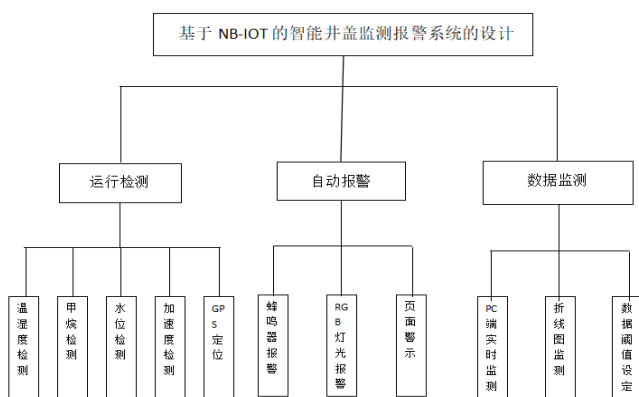 基于 NB-IOT 的智能井盖监测报警系统的设计
运行检测
自动报警
数据监测
温湿度检测
甲烷检测
水位检测
加速度检测
GPS定位
蜂鸣器报警
RGB灯光报警
页面警示
PC端实时监测
折线图监测
数据阈值设定